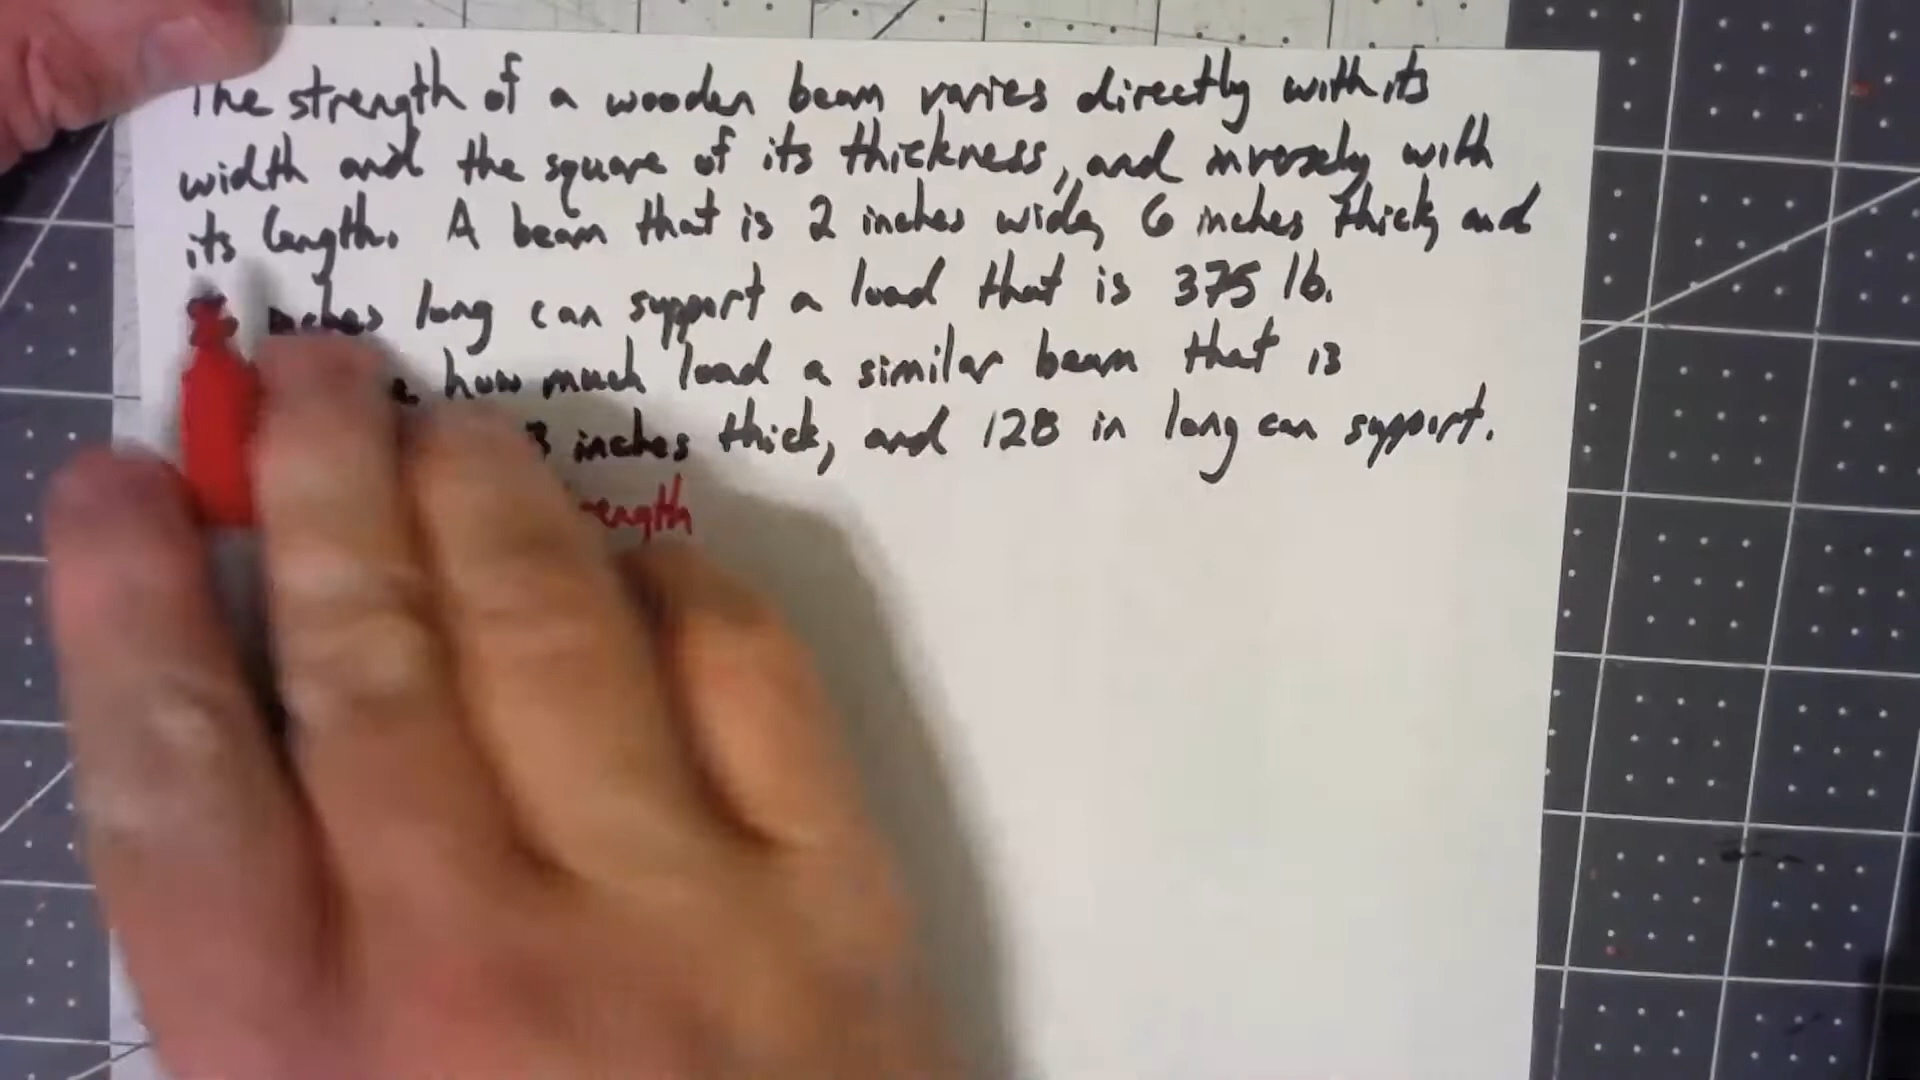 The strength of a wooden beam varies directly with its
width and the square of its thickness, and inversely with
its length. A beam that is 2 inches wide, 6 inches thick, and
inches long can support a load that is 375 lb.
how much load a similar beam that is
3 inches thick, and 128 in long can support.